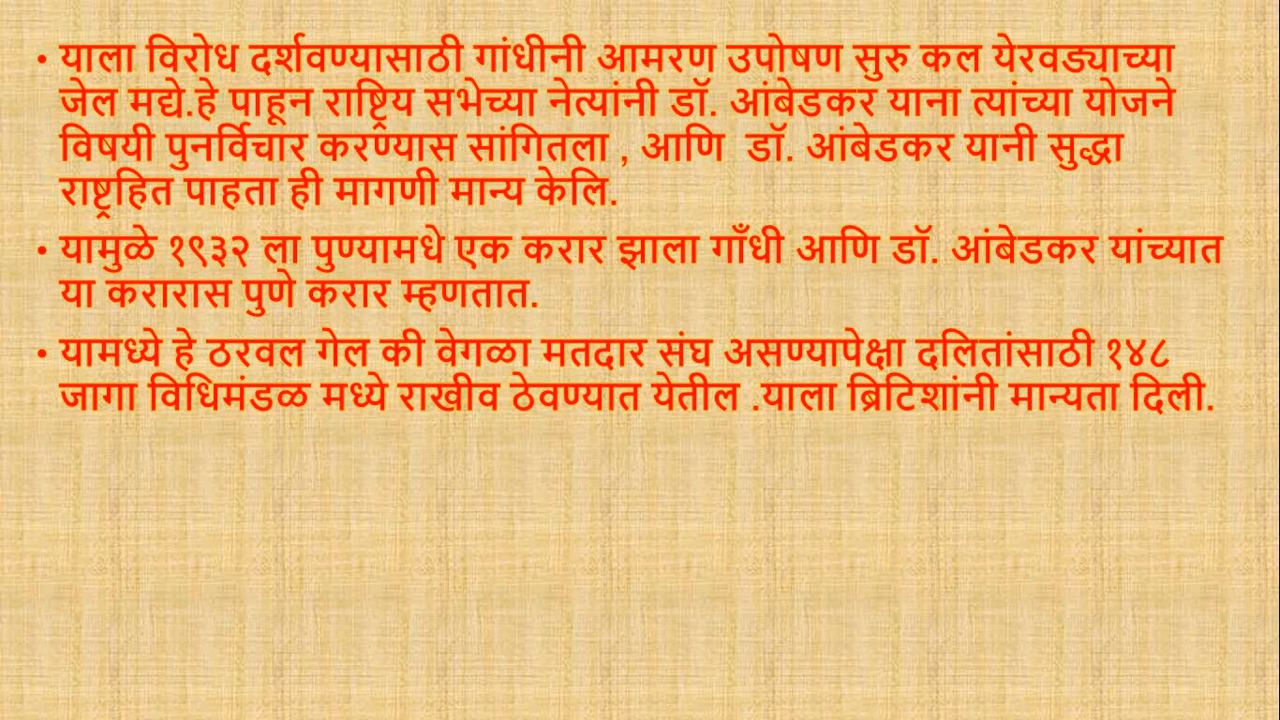 • याला विरोध दर्शवण्यासाठी गांधीनी आमरण उपोषण सुरु कल येरवड्याच्या
जेल मद्ये.हे पाहून राष्ट्रिय सभेच्या नेत्यांनी डॉ. आंबेडकर याना त्यांच्या योजने
विषयी पुनर्विचार करण्यास सांगितला , आणि डॉ. आंबेडकर यानी सुद्धा
राष्ट्रहित पाहता ही मागणी मान्य केलि.
• यामुळे १९३२ ला पुण्यामधे एक करार झाला गाँधी आणि डॉ. आंबेडकर यांच्यात
या करारास पुणे करार म्हणतात.
• यामध्ये हे ठरवल गेल की वेगळा मतदार संघ असण्यापेक्षा दलितांसाठी १४८
जागा विधिमंडळ मध्ये राखीव ठेवण्यात येतील .याला ब्रिटिशांनी मान्यता दिली.